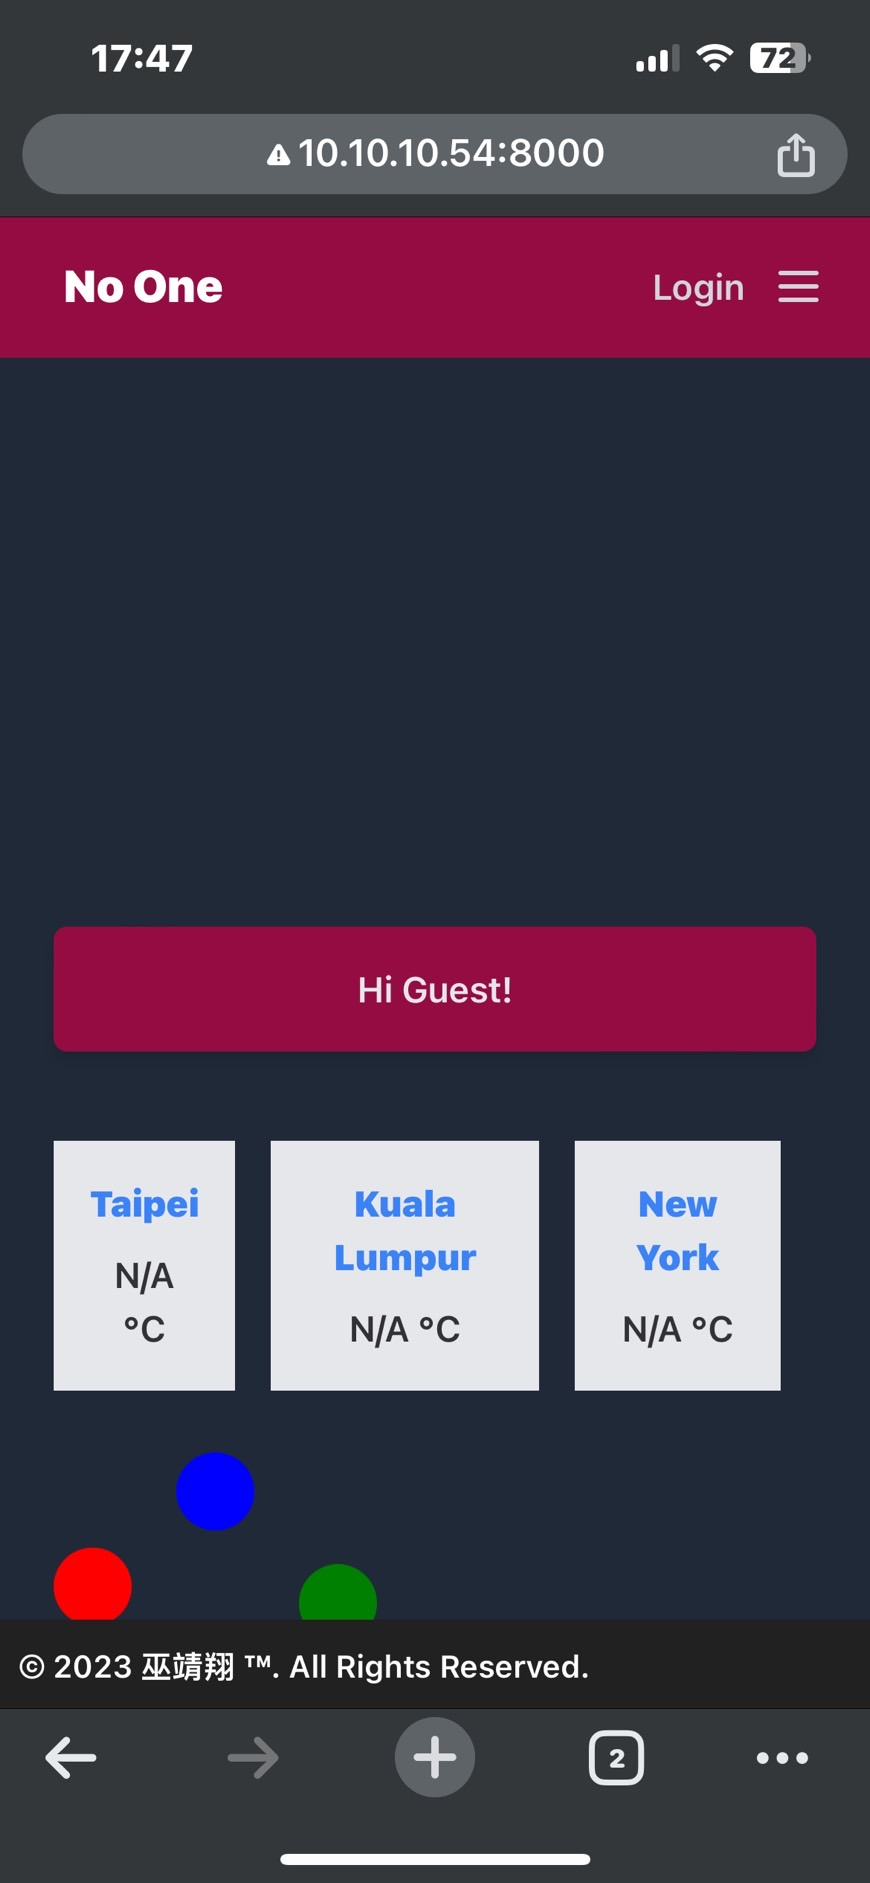 17:47
72
10.10.10.54:8000
No One
Login
Hi Guest!
Taipei
N/A
°C
Kuala
Lumpur
N/A °C
New
York
N/A °C
© 2023 巫靖翔 ™. All Rights Reserved.
2